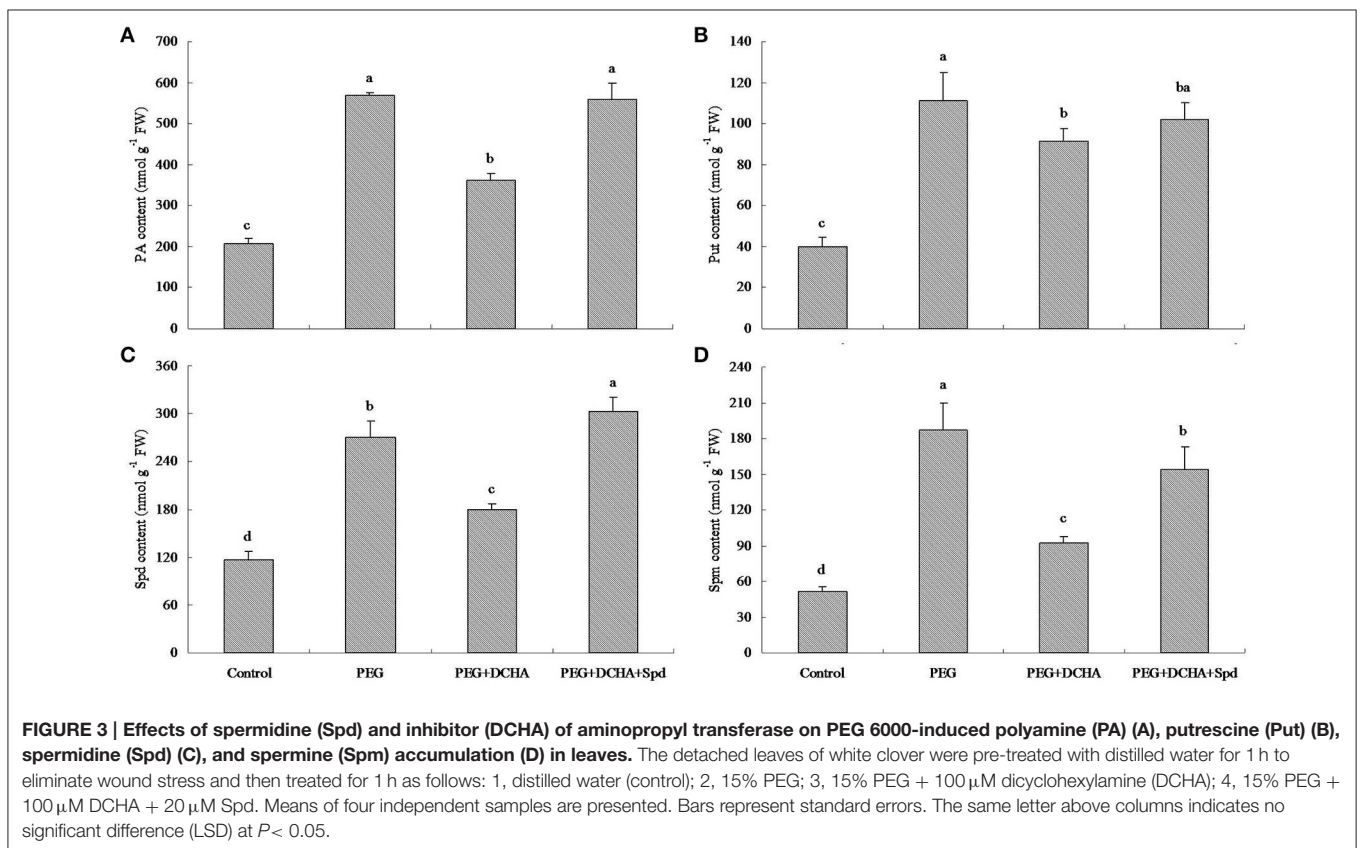 A
700
600
500
400
300
200
100
0
PA content (nmol g⁻¹ FW)
c
a
b
a
B
140
120
100
80
60
40
20
0
Put content (nmol g⁻¹ FW)
c
a
b
ba
C
360
300
240
180
120
60
0
Spd content (nmol g⁻¹ FW)
d
b
c
a
Control
PEG
PEG+DCHA
PEG+DCHA+Spd
D
240
210
180
150
120
90
60
30
0
Spm content (nmol g⁻¹ FW)
d
a
c
b
Control
PEG
PEG+DCHA
PEG+DCHA+Spd
FIGURE 3 | Effects of spermidine (Spd) and inhibitor (DCHA) of aminopropyl transferase on PEG 6000-induced polyamine (PA) (A), putrescine (Put) (B),
spermidine (Spd) (C), and spermine (Spm) accumulation (D) in leaves. The detached leaves of white clover were pre-treated with distilled water for 1 h to
eliminate wound stress and then treated for 1 h as follows: 1, distilled water (control); 2, 15% PEG; 3, 15% PEG + 100 μM dicyclohexylamine (DCHA); 4, 15% PEG +
100 μM DCHA + 20 μM Spd. Means of four independent samples are presented. Bars represent standard errors. The same letter above columns indicates no
significant difference (LSD) at P< 0.05.